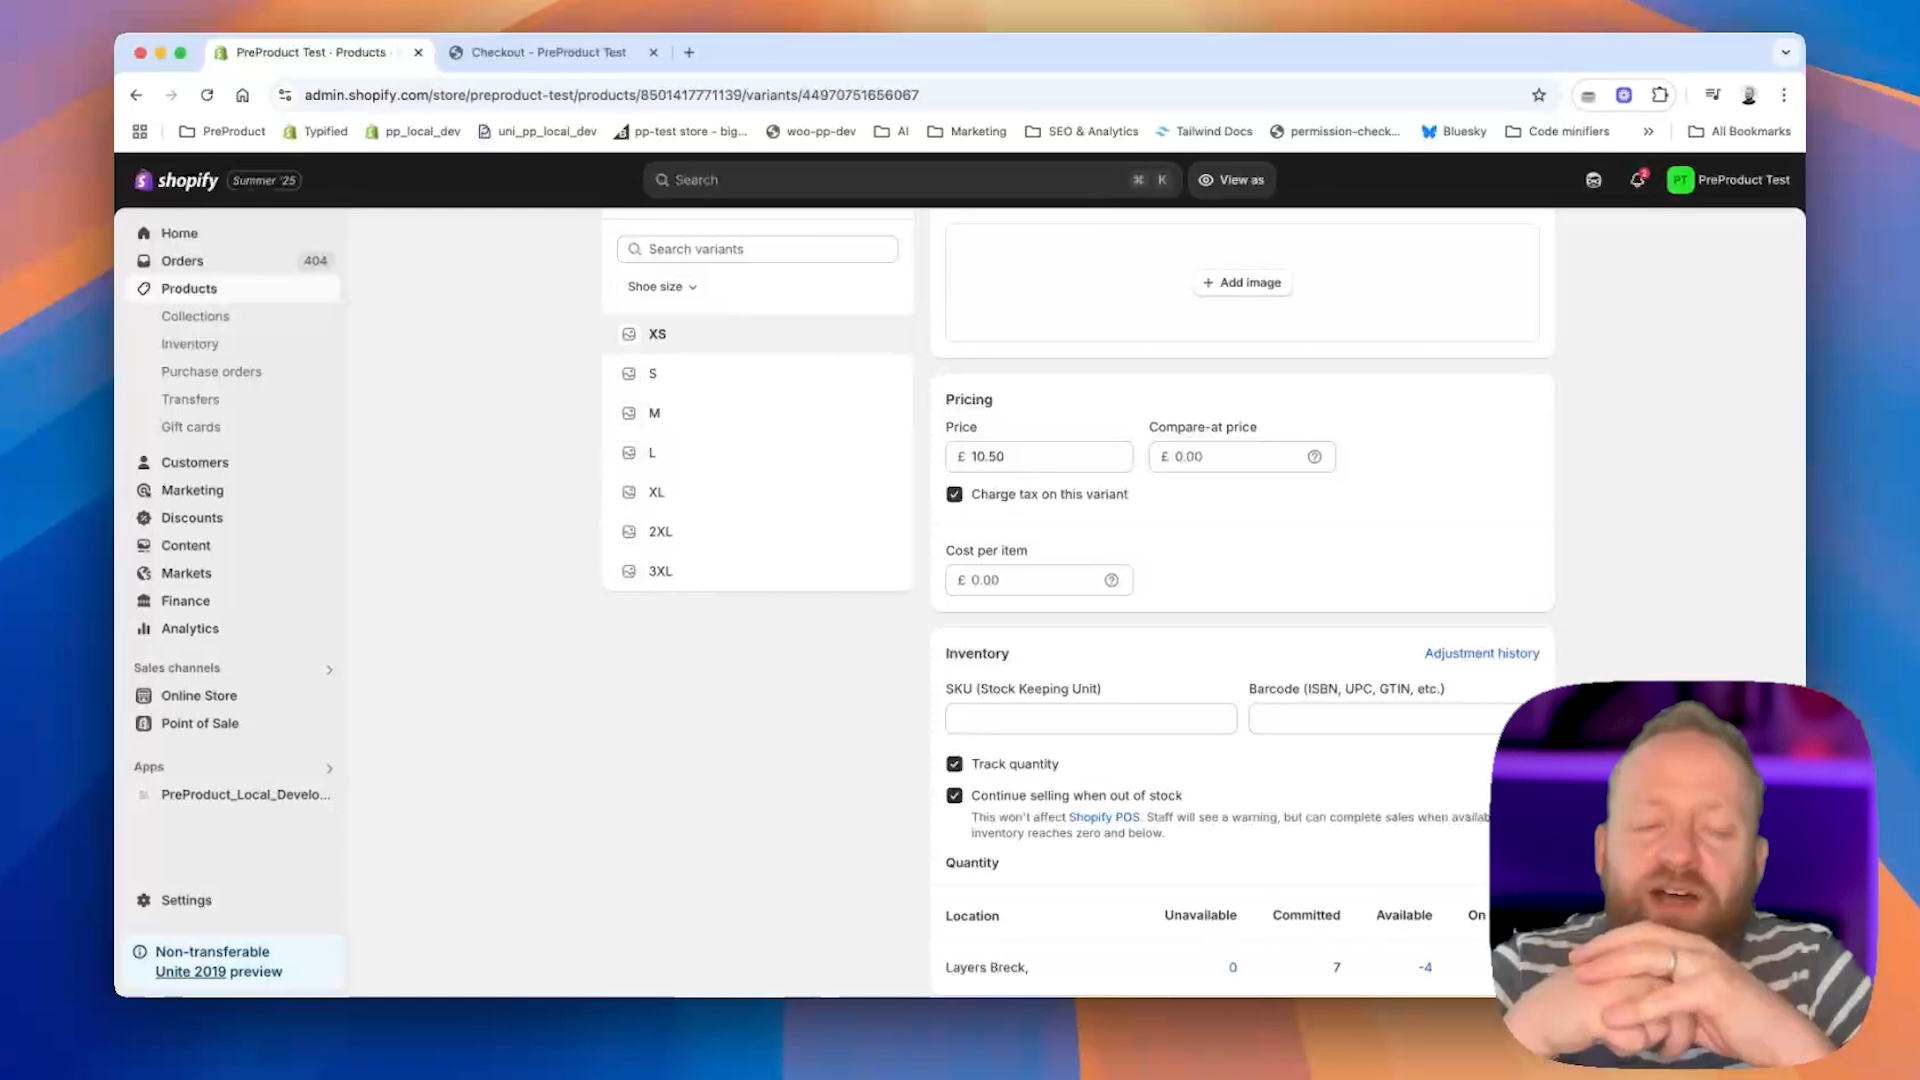 PreProduct Test · Products ·
Checkout - PreProduct Test
admin.shopify.com/store/preproduct-test/products/8501417771139/variants/44970751656067
PreProduct
Typified
pp_local_dev
uni_pp_local_dev
pp-test store - big...
woo-pp-dev
AI
Marketing
SEO & Analytics
Tailwind Docs
permission-check...
Bluesky
Code minifiers
»
All Bookmarks
shopify
Summer '25
Search
⌘ K
View as
2
PT
PreProduct Test
Home
Orders
404
Products
Collections
Inventory
Purchase orders
Transfers
Gift cards
Customers
Marketing
Discounts
Content
Markets
Finance
Analytics
Sales channels
Online Store
Point of Sale
Apps
PreProduct_Local_Develo...
Settings
Non-transferable
Unite 2019 preview
Search variants
Shoe size
XS
S
M
L
XL
2XL
3XL
+ Add image
Pricing
Price
Compare-at price
£ 10.50
£ 0.00
Charge tax on this variant
Cost per item
£ 0.00
Inventory
Adjustment history
SKU (Stock Keeping Unit)
Barcode (ISBN, UPC, GTIN, etc.)
Track quantity
Continue selling when out of stock
This won't affect Shopify POS. Staff will see a warning, but can complete sales when availab
inventory reaches zero and below.
Quantity
Location
Unavailable
Committed
Available
On
Layers Breck,
0
7
-4